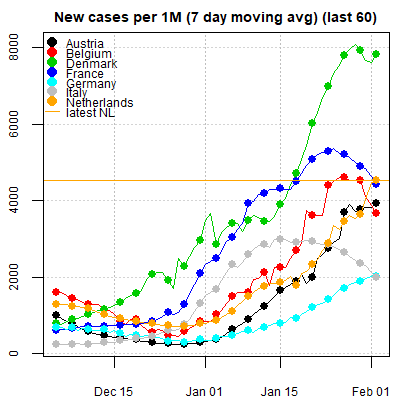 New cases per 1M (7 day moving avg) (last 60)
8000
6000
4000
2000
0
Austria
Belgium
Denmark
France
Germany
Italy
Netherlands
latest NL
Dec 15
Jan 01
Jan 15
Feb 01